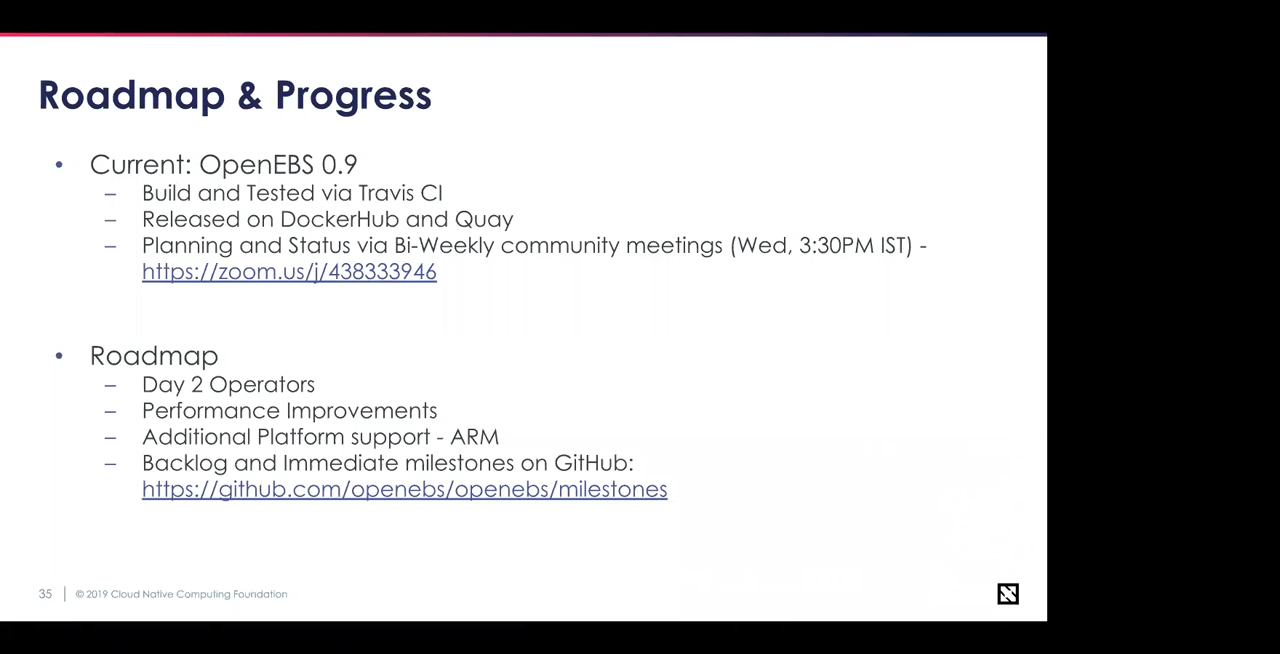 Roadmap & Progress
• Current: OpenEBS 0.9
– Build and Tested via Travis CI
– Released on DockerHub and Quay
– Planning and Status via Bi-Weekly community meetings (Wed, 3:30PM IST) -
https://zoom.us/j/438333946
• Roadmap
– Day 2 Operators
– Performance Improvements
– Additional Platform support - ARM
– Backlog and Immediate milestones on GitHub:
https://github.com/openebs/openebs/milestones
35 | © 2019 Cloud Native Computing Foundation